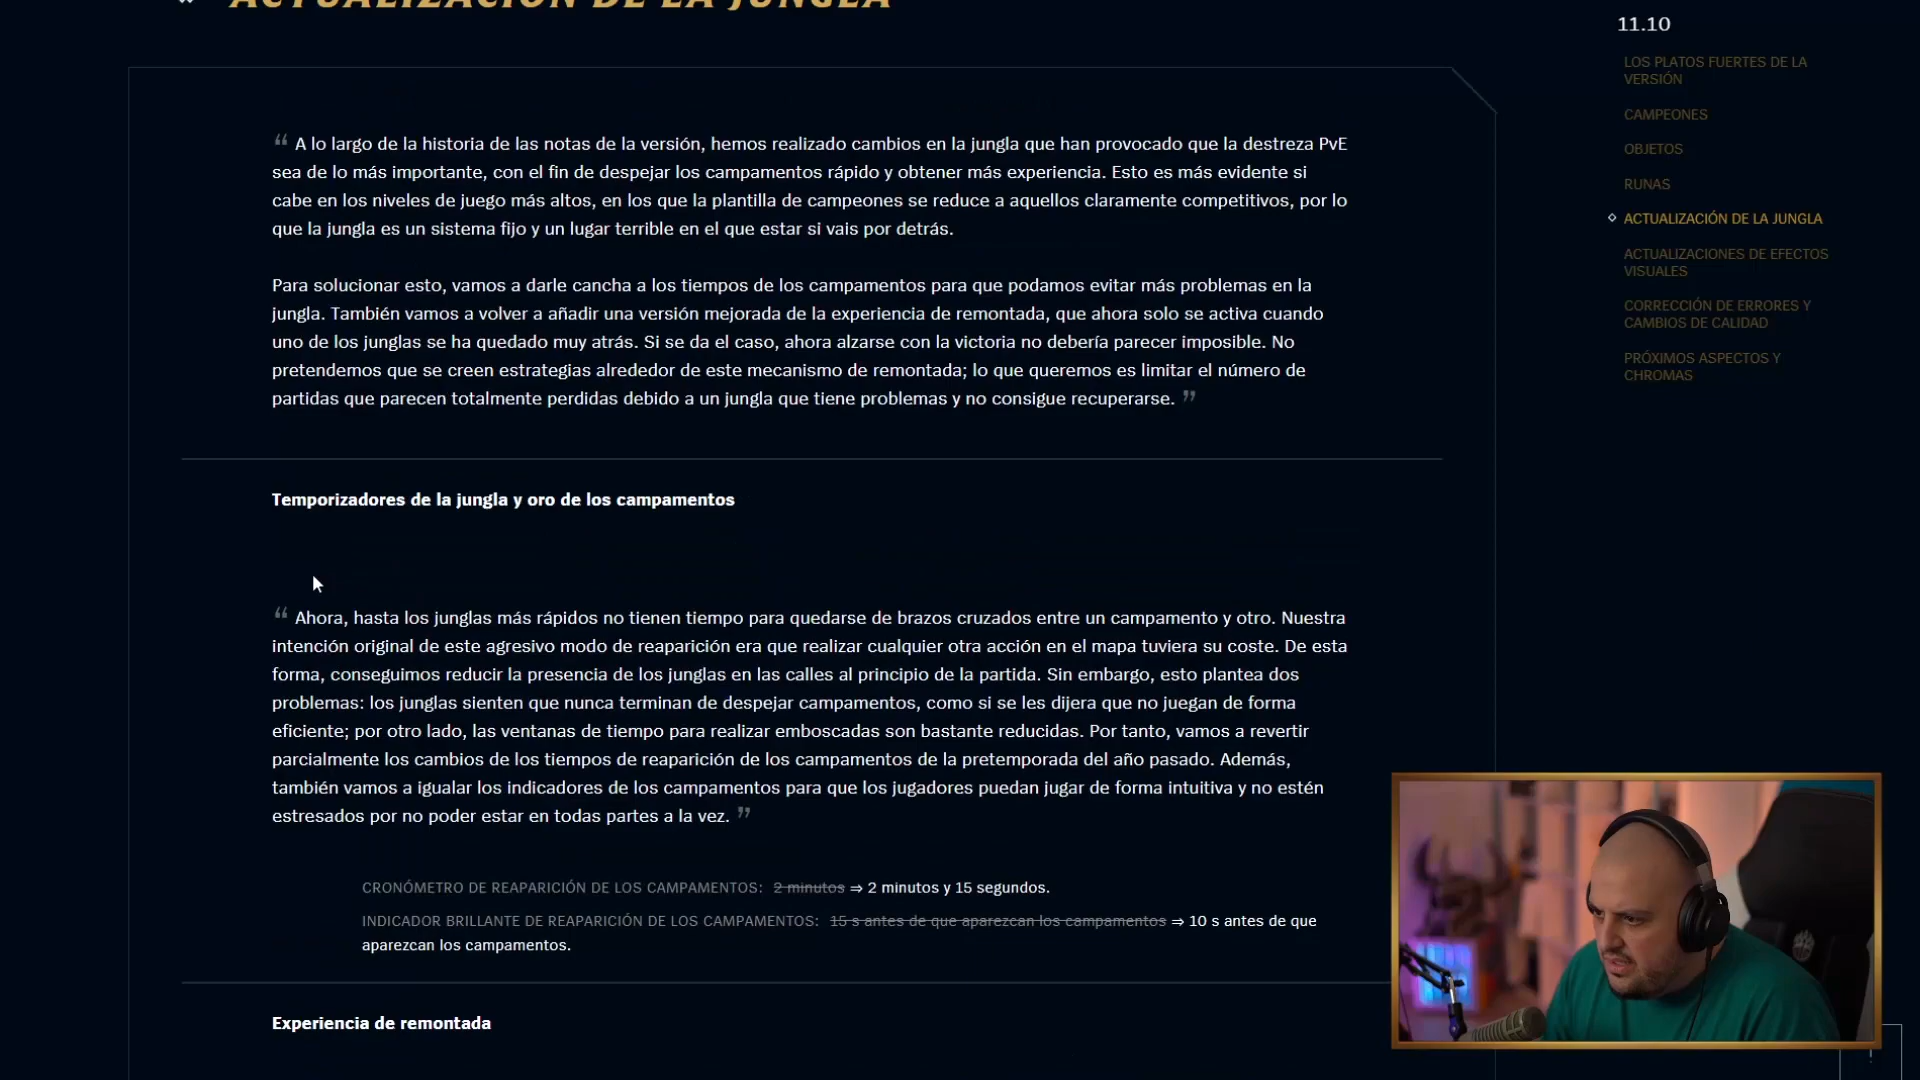 ACTUALIZACIÓN DE LA JUNGLA
“ A lo largo de la historia de las notas de la versión, hemos realizado cambios en la jungla que han provocado que la destreza PvE
sea de lo más importante, con el fin de despejar los campamentos rápido y obtener más experiencia. Esto es más evidente si
cabe en los niveles de juego más altos, en los que la plantilla de campeones se reduce a aquellos claramente competitivos, por lo
que la jungla es un sistema fijo y un lugar terrible en el que estar si vais por detrás.
Para solucionar esto, vamos a darle cancha a los tiempos de los campamentos para que podamos evitar más problemas en la
jungla. También vamos a volver a añadir una versión mejorada de la experiencia de remontada, que ahora solo se activa cuando
uno de los junglas se ha quedado muy atrás. Si se da el caso, ahora alzarse con la victoria no debería parecer imposible. No
pretendemos que se creen estrategias alrededor de este mecanismo de remontada; lo que queremos es limitar el número de
partidas que parecen totalmente perdidas debido a un jungla que tiene problemas y no consigue recuperarse. ”
Temporizadores de la jungla y oro de los campamentos
“ Ahora, hasta los junglas más rápidos no tienen tiempo para quedarse de brazos cruzados entre un campamento y otro. Nuestra
intención original de este agresivo modo de reaparición era que realizar cualquier otra acción en el mapa tuviera su coste. De esta
forma, conseguimos reducir la presencia de los junglas en las calles al principio de la partida. Sin embargo, esto plantea dos
problemas: los junglas sienten que nunca terminan de despejar campamentos, como si se les dijera que no juegan de forma
eficiente; por otro lado, las ventanas de tiempo para realizar emboscadas son bastante reducidas. Por tanto, vamos a revertir
parcialmente los cambios de los tiempos de reaparición de los campamentos de la pretemporada del año pasado. Además,
también vamos a igualar los indicadores de los campamentos para que los jugadores puedan jugar de forma intuitiva y no estén
estresados por no poder estar en todas partes a la vez. ”
CRONÓMETRO DE REAPARICIÓN DE LOS CAMPAMENTOS: 2 minutos ⇒ 2 minutos y 15 segundos.
INDICADOR BRILLANTE DE REAPARICIÓN DE LOS CAMPAMENTOS: 15 s antes de que aparezcan los campamentos ⇒ 10 s antes de que
aparezcan los campamentos.
Experiencia de remontada
11.10
LOS PLATOS FUERTES DE LA
VERSIÓN
CAMPEONES
OBJETOS
RUNAS
ACTUALIZACIÓN DE LA JUNGLA
ACTUALIZACIONES DE EFECTOS
VISUALES
CORRECCIÓN DE ERRORES Y
CAMBIOS DE CALIDAD
PRÓXIMOS ASPECTOS Y
CHROMAS